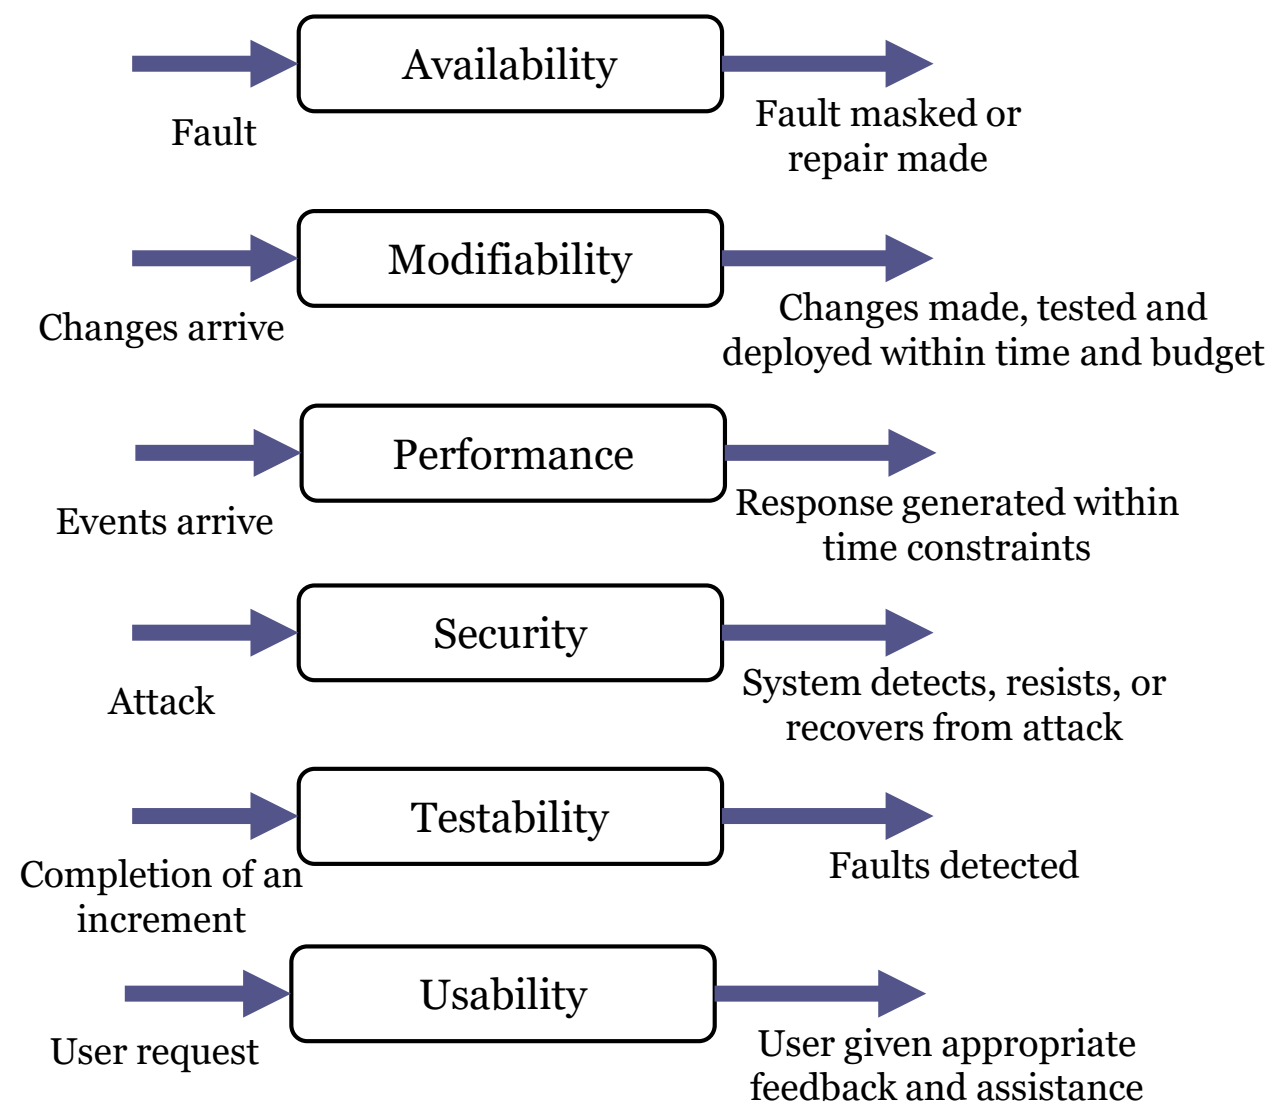 Availability
Fault
Fault masked or
repair made
Modifiability
Changes arrive
Changes made, tested and
deployed within time and budget
Performance
Events arrive
Response generated within
time constraints
Security
Attack
System detects, resists, or
recovers from attack
Testability
Completion of an
increment
Faults detected
Usability
User request
User given appropriate
feedback and assistance